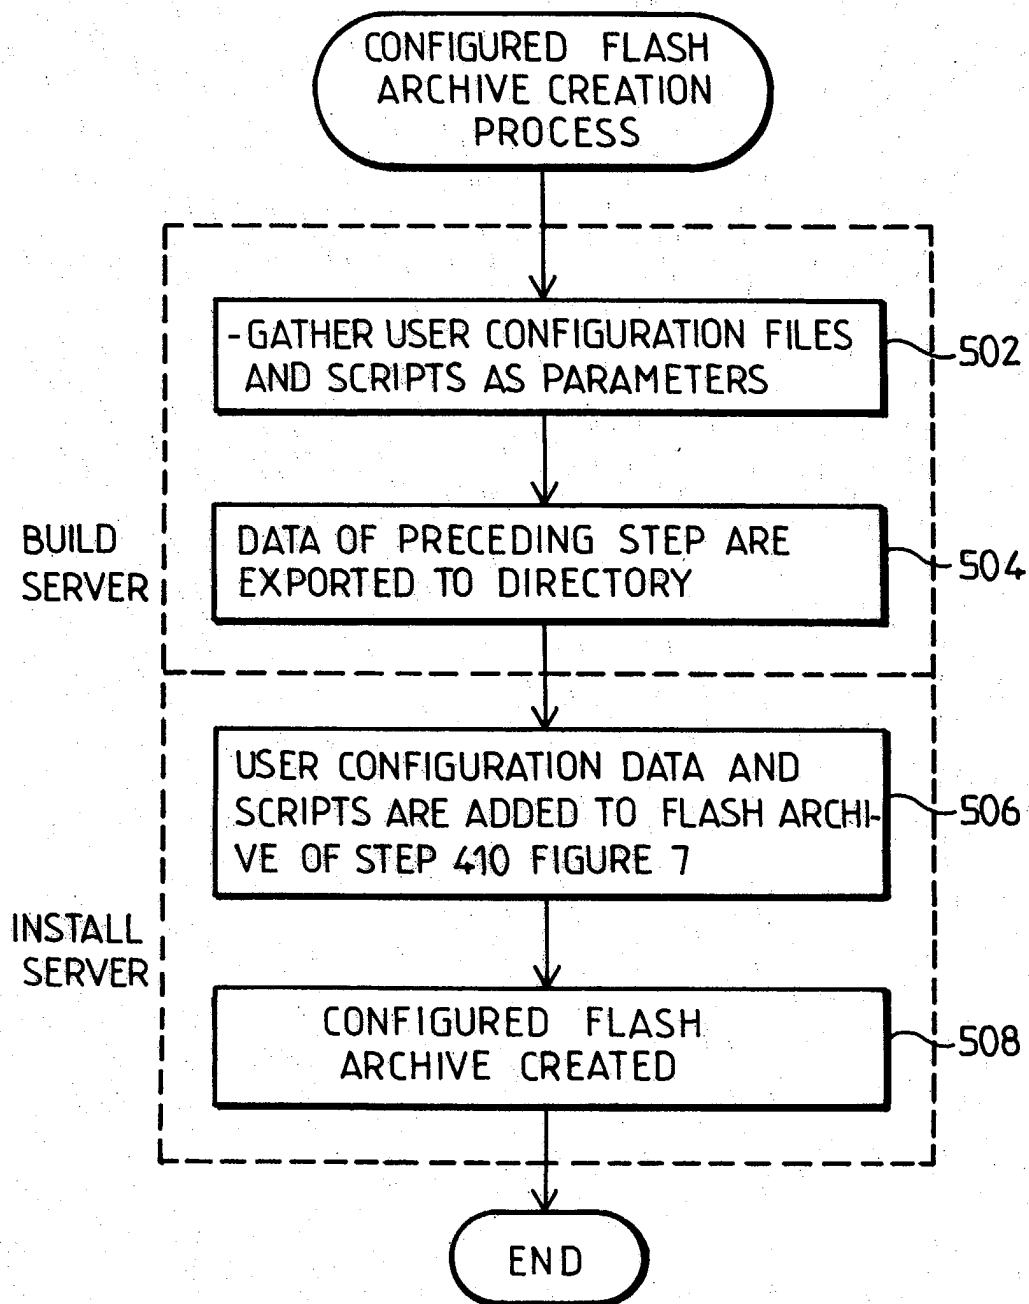 CONFIGURED FLASH
ARCHIVE CREATION
PROCESS
-GATHER USER CONFIGURATION FILES
AND SCRIPTS AS PARAMETERS
502
DATA OF PRECEDING STEP ARE
EXPORTED TO DIRECTORY
504
BUILD
SERVER
USER CONFIGURATION DATA AND
SCRIPTS ARE ADDED TO FLASH ARCHI-
VE OF STEP 410 FIGURE 7
506
INSTALL
SERVER
CONFIGURED FLASH
ARCHIVE CREATED
508
END